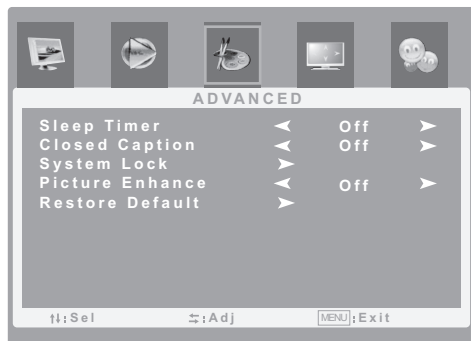 ADVANCED
Sleep Timer Off
Closed Caption Off
System Lock
Picture Enhance Off
Restore Default
:Sel :Adj MENU:Exit